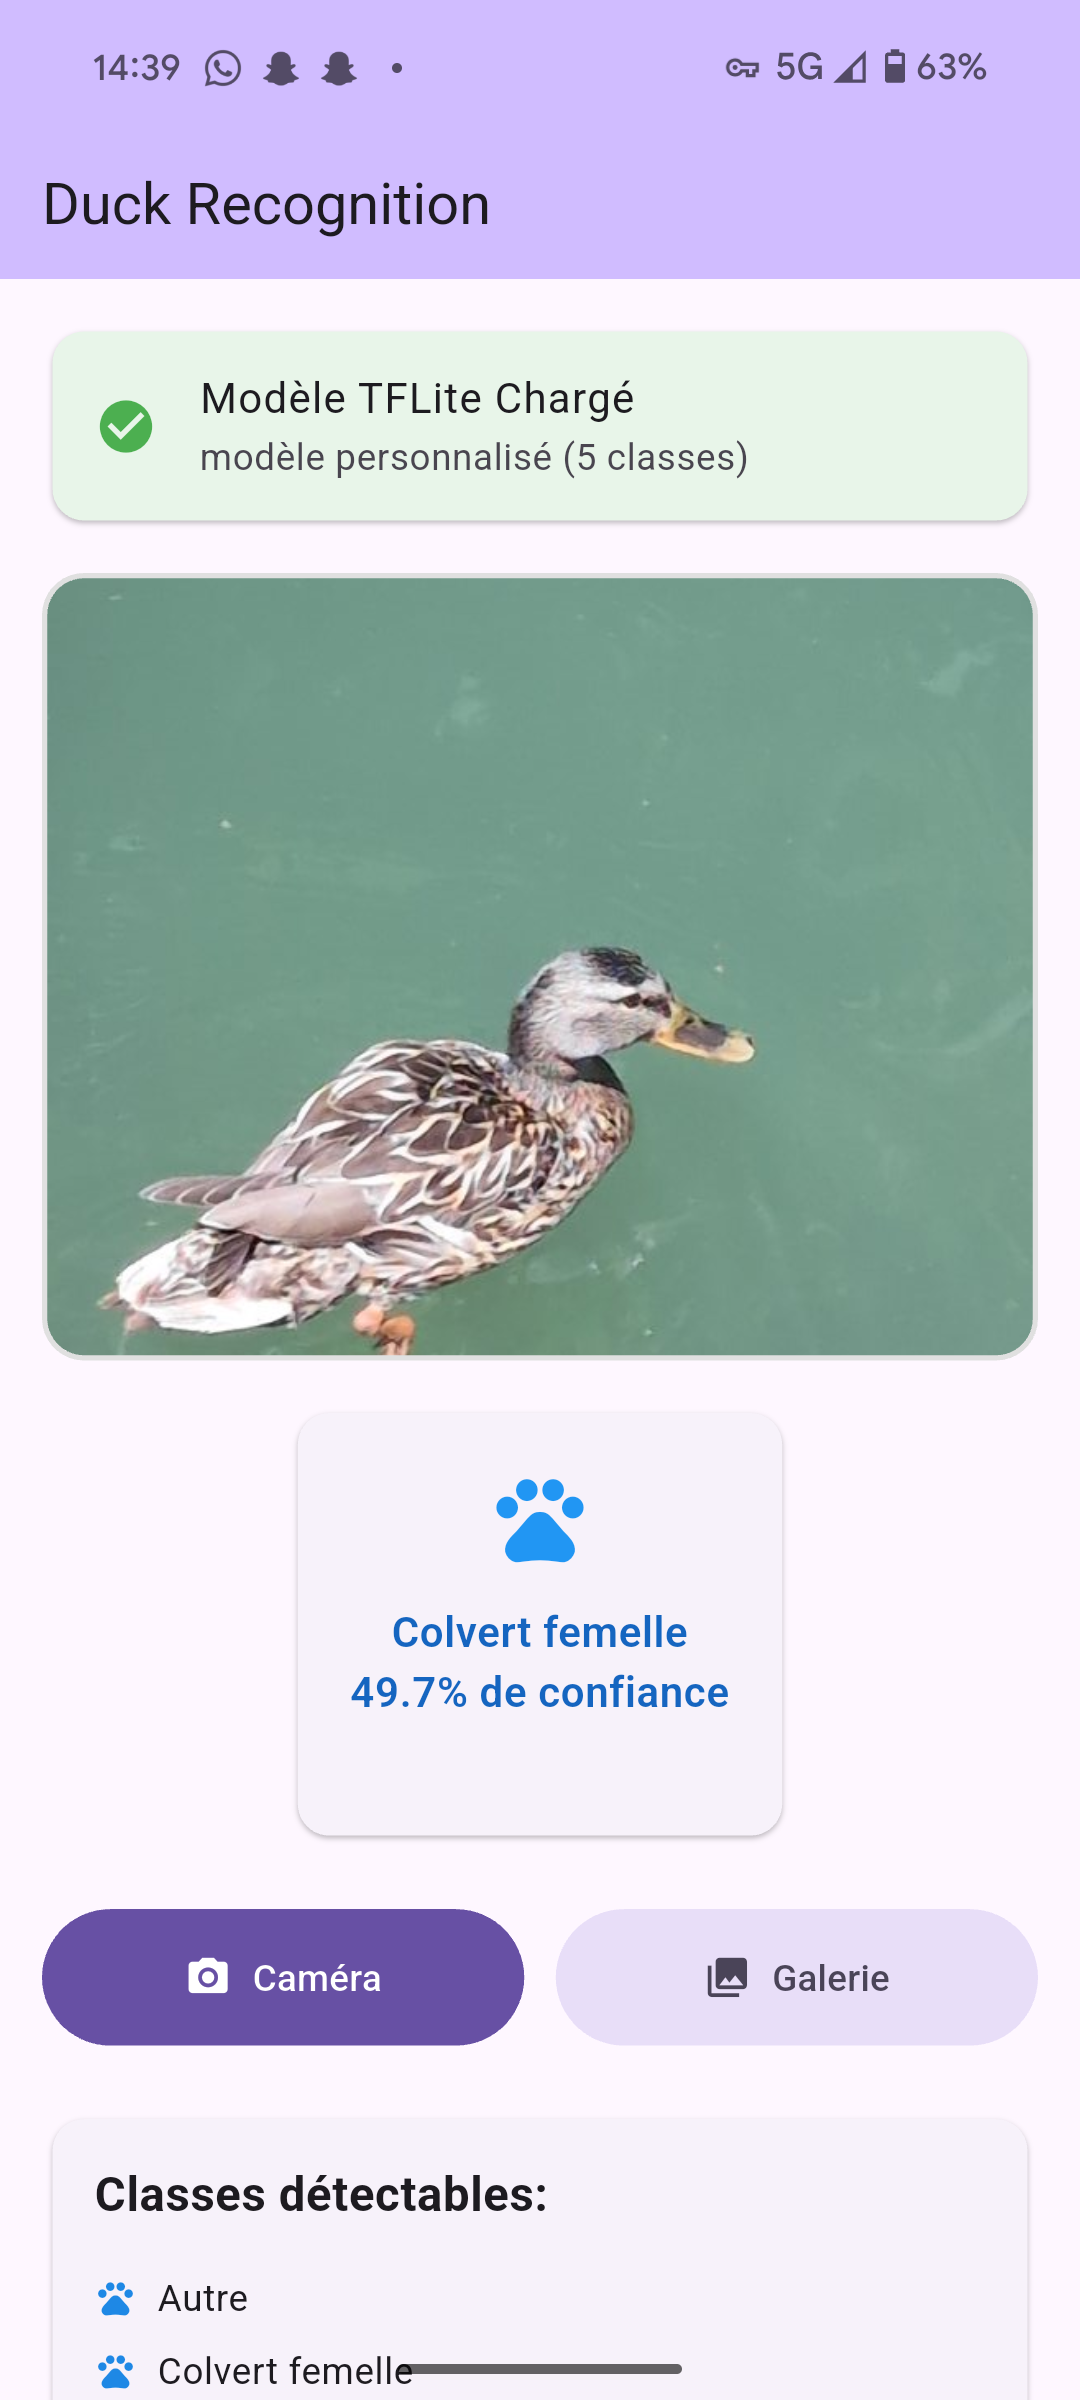 14:39 5G 63%
Duck Recognition
Modèle TFLite Chargé
modèle personnalisé (5 classes)
Colvert femelle
49.7% de confiance
Caméra Galerie
Classes détectables:
Autre
Colvert femelle